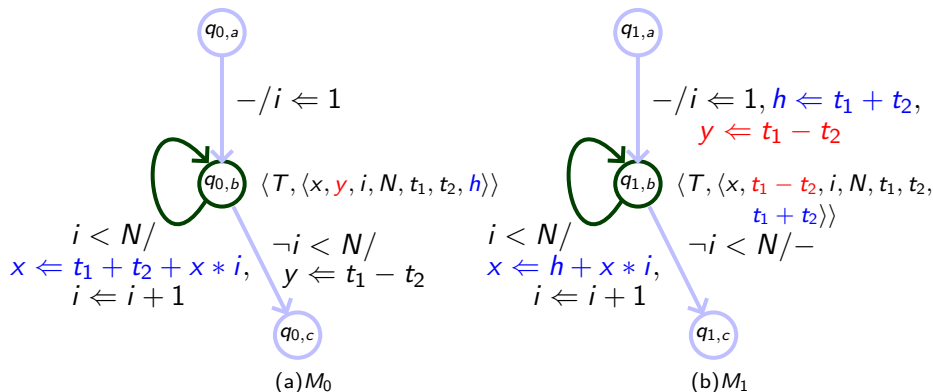 q₀,ₐ
−/i ⇐ 1
q₀,b
⟨T, ⟨x, y, i, N, t₁, t₂, h⟩⟩
i < N/
x ⇐ t₁ + t₂ + x ∗ i,
i ⇐ i + 1
¬i < N/
y ⇐ t₁ − t₂
q₀,c
(a)M₀
q₁,ₐ
−/i ⇐ 1, h ⇐ t₁ + t₂,
y ⇐ t₁ − t₂
q₁,b
⟨T, ⟨x, t₁ − t₂, i, N, t₁, t₂,
t₁ + t₂⟩⟩
i < N/
x ⇐ h + x ∗ i,
i ⇐ i + 1
¬i < N/−
q₁,c
(b)M₁